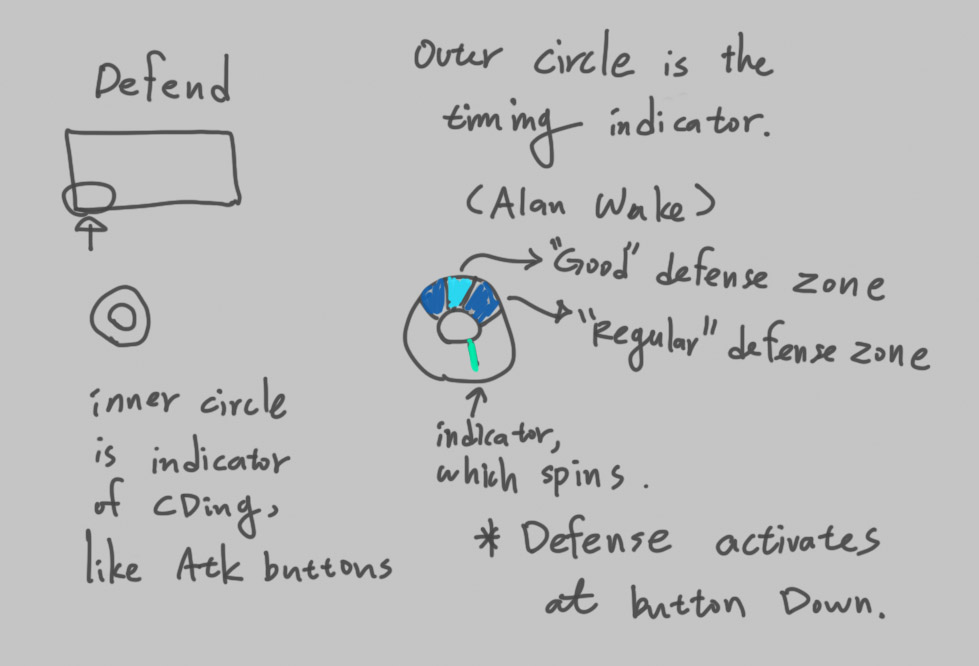 Defend
inner circle
is indicator
of CDing,
like Atk buttons
Outer circle is the
timing indicator.
(Alan Wake)
"Good" defense zone
"Regular" defense zone
indicator,
which spins.
* Defense activates
at button Down.